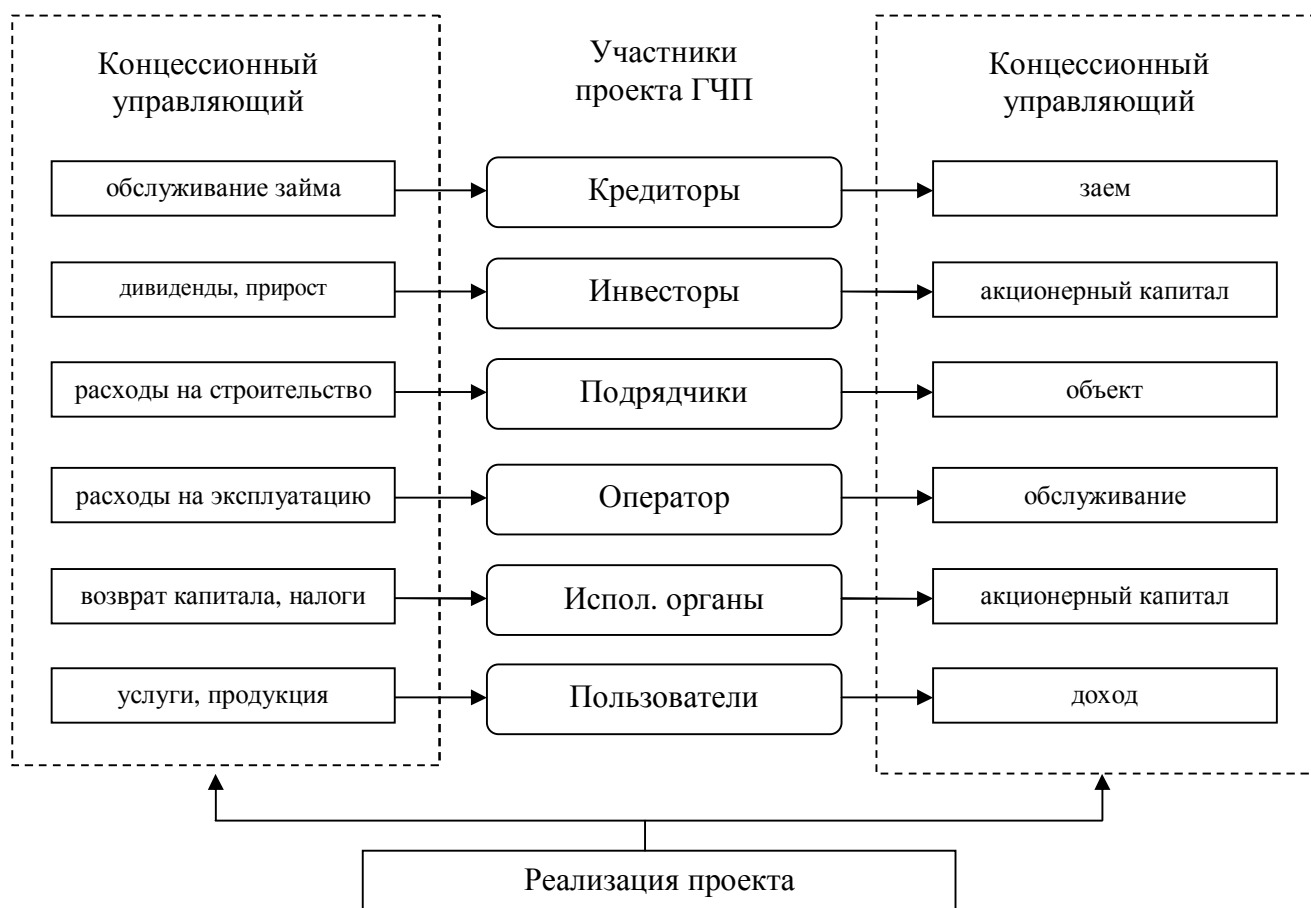 Концессионный
управляющий
Участники
проекта ГЧП
Концессионный
управляющий
обслуживание займа
Кредиторы
заем
дивиденды, прирост
Инвесторы
акционерный капитал
расходы на строительство
Подрядчики
объект
расходы на эксплуатацию
Оператор
обслуживание
возврат капитала, налоги
Испол. органы
акционерный капитал
услуги, продукция
Пользователи
доход
Реализация проекта